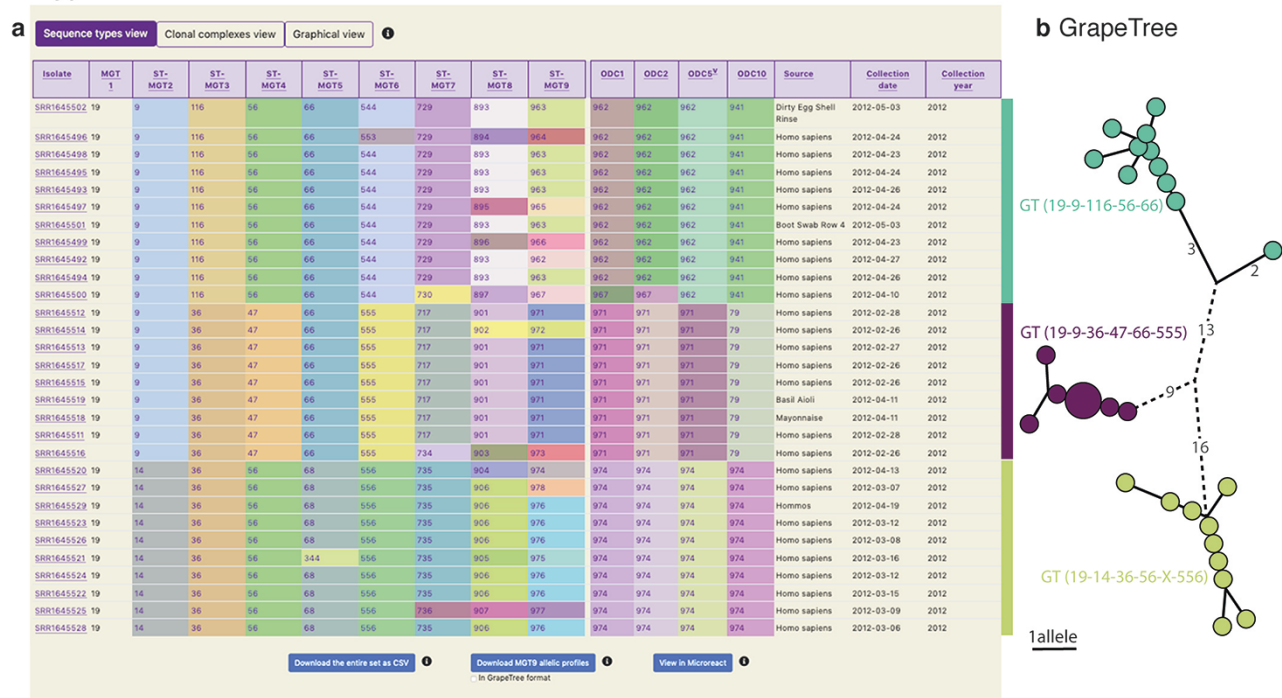 a
Sequence types view Clonal complexes view Graphical view i
Isolate MGT 1 ST-MGT2 ST-MGT3 ST-MGT4 ST-MGT5 ST-MGT6 ST-MGT7 ST-MGT8 ST-MGT9 ODC1 ODC2 ODC5 ODC10 Source Collection date Collection year
SRR1645502 19 9 116 56 66 544 729 893 963 962 962 962 941 Dirty Egg Shell Rinse 2012-05-03 2012
SRR1645496 19 9 116 56 66 553 729 894 964 962 962 962 941 Homo sapiens 2012-04-24 2012
SRR1645498 19 9 116 56 66 544 729 893 963 962 962 962 941 Homo sapiens 2012-04-23 2012
SRR1645495 19 9 116 56 66 544 729 893 963 962 962 962 941 Homo sapiens 2012-04-24 2012
SRR1645493 19 9 116 56 66 544 729 893 963 962 962 962 941 Homo sapiens 2012-04-26 2012
SRR1645497 19 9 116 56 66 544 729 895 965 962 962 962 941 Homo sapiens 2012-04-24 2012
SRR1645501 19 9 116 56 66 544 729 893 963 962 962 962 941 Boot Swab Row 4 2012-05-03 2012
SRR1645499 19 9 116 56 66 544 729 896 966 962 962 962 941 Homo sapiens 2012-04-23 2012
SRR1645492 19 9 116 56 66 544 729 893 962 962 962 962 941 Homo sapiens 2012-04-27 2012
SRR1645494 19 9 116 56 66 544 729 893 963 962 962 962 941 Homo sapiens 2012-04-26 2012
SRR1645500 19 9 116 56 66 544 730 897 967 967 967 962 941 Homo sapiens 2012-04-10 2012
SRR1645512 19 9 36 47 66 555 717 901 971 971 971 971 79 Homo sapiens 2012-02-28 2012
SRR1645514 19 9 36 47 66 555 717 902 972 971 971 971 79 Homo sapiens 2012-02-26 2012
SRR1645513 19 9 36 47 66 555 717 901 971 971 971 971 79 Homo sapiens 2012-02-27 2012
SRR1645517 19 9 36 47 66 555 717 901 971 971 971 971 79 Homo sapiens 2012-02-26 2012
SRR1645515 19 9 36 47 66 555 717 901 971 971 971 971 79 Homo sapiens 2012-02-26 2012
SRR1645519 19 9 36 47 66 555 717 901 971 971 971 971 79 Basil Aioli 2012-04-11 2012
SRR1645518 19 9 36 47 66 555 717 901 971 971 971 971 79 Mayonnaise 2012-04-11 2012
SRR1645511 19 9 36 47 66 555 717 901 971 971 971 971 79 Homo sapiens 2012-02-28 2012
SRR1645516 19 9 36 47 66 555 734 903 973 971 971 971 79 Homo sapiens 2012-02-26 2012
SRR1645520 19 14 36 56 68 556 735 904 974 974 974 974 974 Homo sapiens 2012-04-13 2012
SRR1645527 19 14 36 56 68 556 735 906 978 974 974 974 974 Homo sapiens 2012-03-07 2012
SRR1645529 19 14 36 56 68 556 735 906 976 974 974 974 974 Hommos 2012-04-19 2012
SRR1645523 19 14 36 56 68 556 735 906 976 974 974 974 974 Homo sapiens 2012-03-12 2012
SRR1645526 19 14 36 56 68 556 735 906 976 974 974 974 974 Homo sapiens 2012-03-08 2012
SRR1645521 19 14 36 56 344 556 735 905 975 974 974 974 974 Homo sapiens 2012-03-16 2012
SRR1645524 19 14 36 56 68 556 735 906 976 974 974 974 974 Homo sapiens 2012-03-12 2012
SRR1645522 19 14 36 56 68 556 735 906 976 974 974 974 974 Homo sapiens 2012-03-15 2012
SRR1645525 19 14 36 56 68 556 736 907 977 974 974 974 974 Homo sapiens 2012-03-09 2012
SRR1645528 19 14 36 56 68 556 735 906 976 974 974 974 974 Homo sapiens 2012-03-06 2012
Download the entire set as CSV i Download MGT9 allelic profiles i View in Microreact i
In GrapeTree format
b GrapeTree
GT (19-9-116-56-66)
3
2
13
GT (19-9-36-47-66-555)
9
16
GT (19-14-36-56-X-556)
1allele